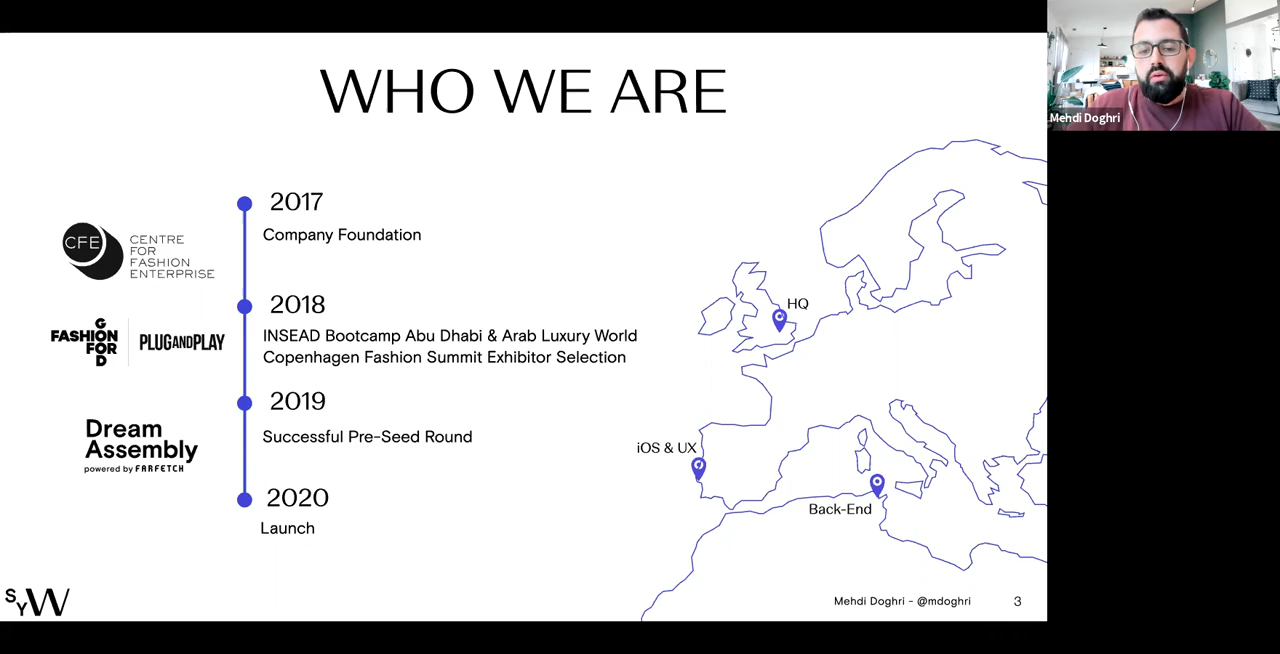 WHO WE ARE
Mehdi Doghri
2017
Company Foundation
CFE
CENTRE
FOR
FASHION
ENTERPRISE
2018
INSEAD Bootcamp Abu Dhabi & Arab Luxury World
Copenhagen Fashion Summit Exhibitor Selection
G
FASHION
FOR
D
PLUGANDPLAY
2019
Successful Pre-Seed Round
Dream
Assembly
powered by FARFETCH
2020
Launch
HQ
iOS & UX
Back-End
SYW
Mehdi Doghri - @mdoghri
3